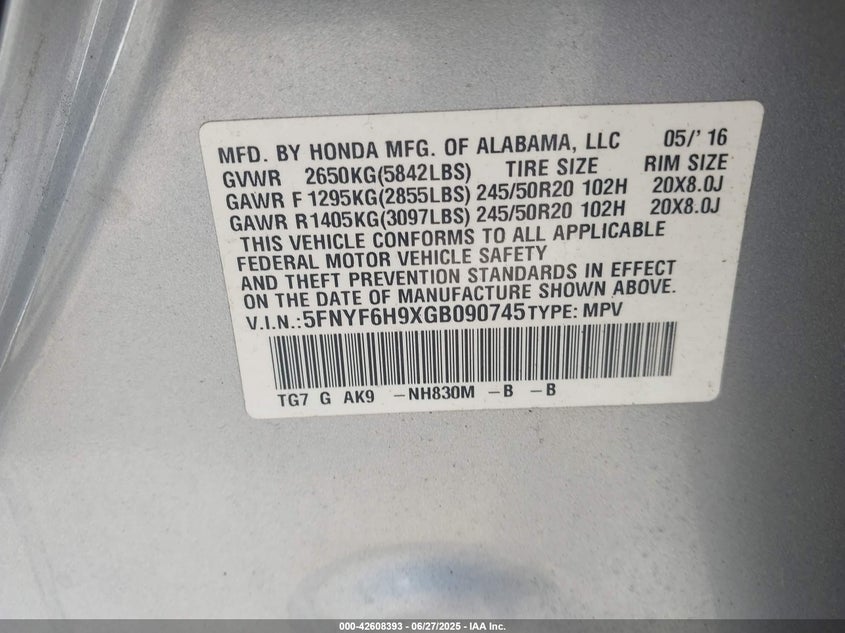 MFD. BY HONDA MFG. OF ALABAMA, LLC 05/' 16
GVWR 2650KG(5842LBS) TIRE SIZE RIM SIZE
GAWR F 1295KG(2855LBS) 245/50R20 102H 20X8.0J
GAWR R1405KG(3097LBS) 245/50R20 102H 20X8.0J
THIS VEHICLE CONFORMS TO ALL APPLICABLE
FEDERAL MOTOR VEHICLE SAFETY
AND THEFT PREVENTION STANDARDS IN EFFECT
ON THE DATE OF MANUFACTURE SHOWN ABOVE.
V.I.N.:5FNYF6H9XGB090745TYPE: MPV
TG7 G AK9 -NH830M -B -B
000-42608393 - 06/27/2025 - IAA Inc.